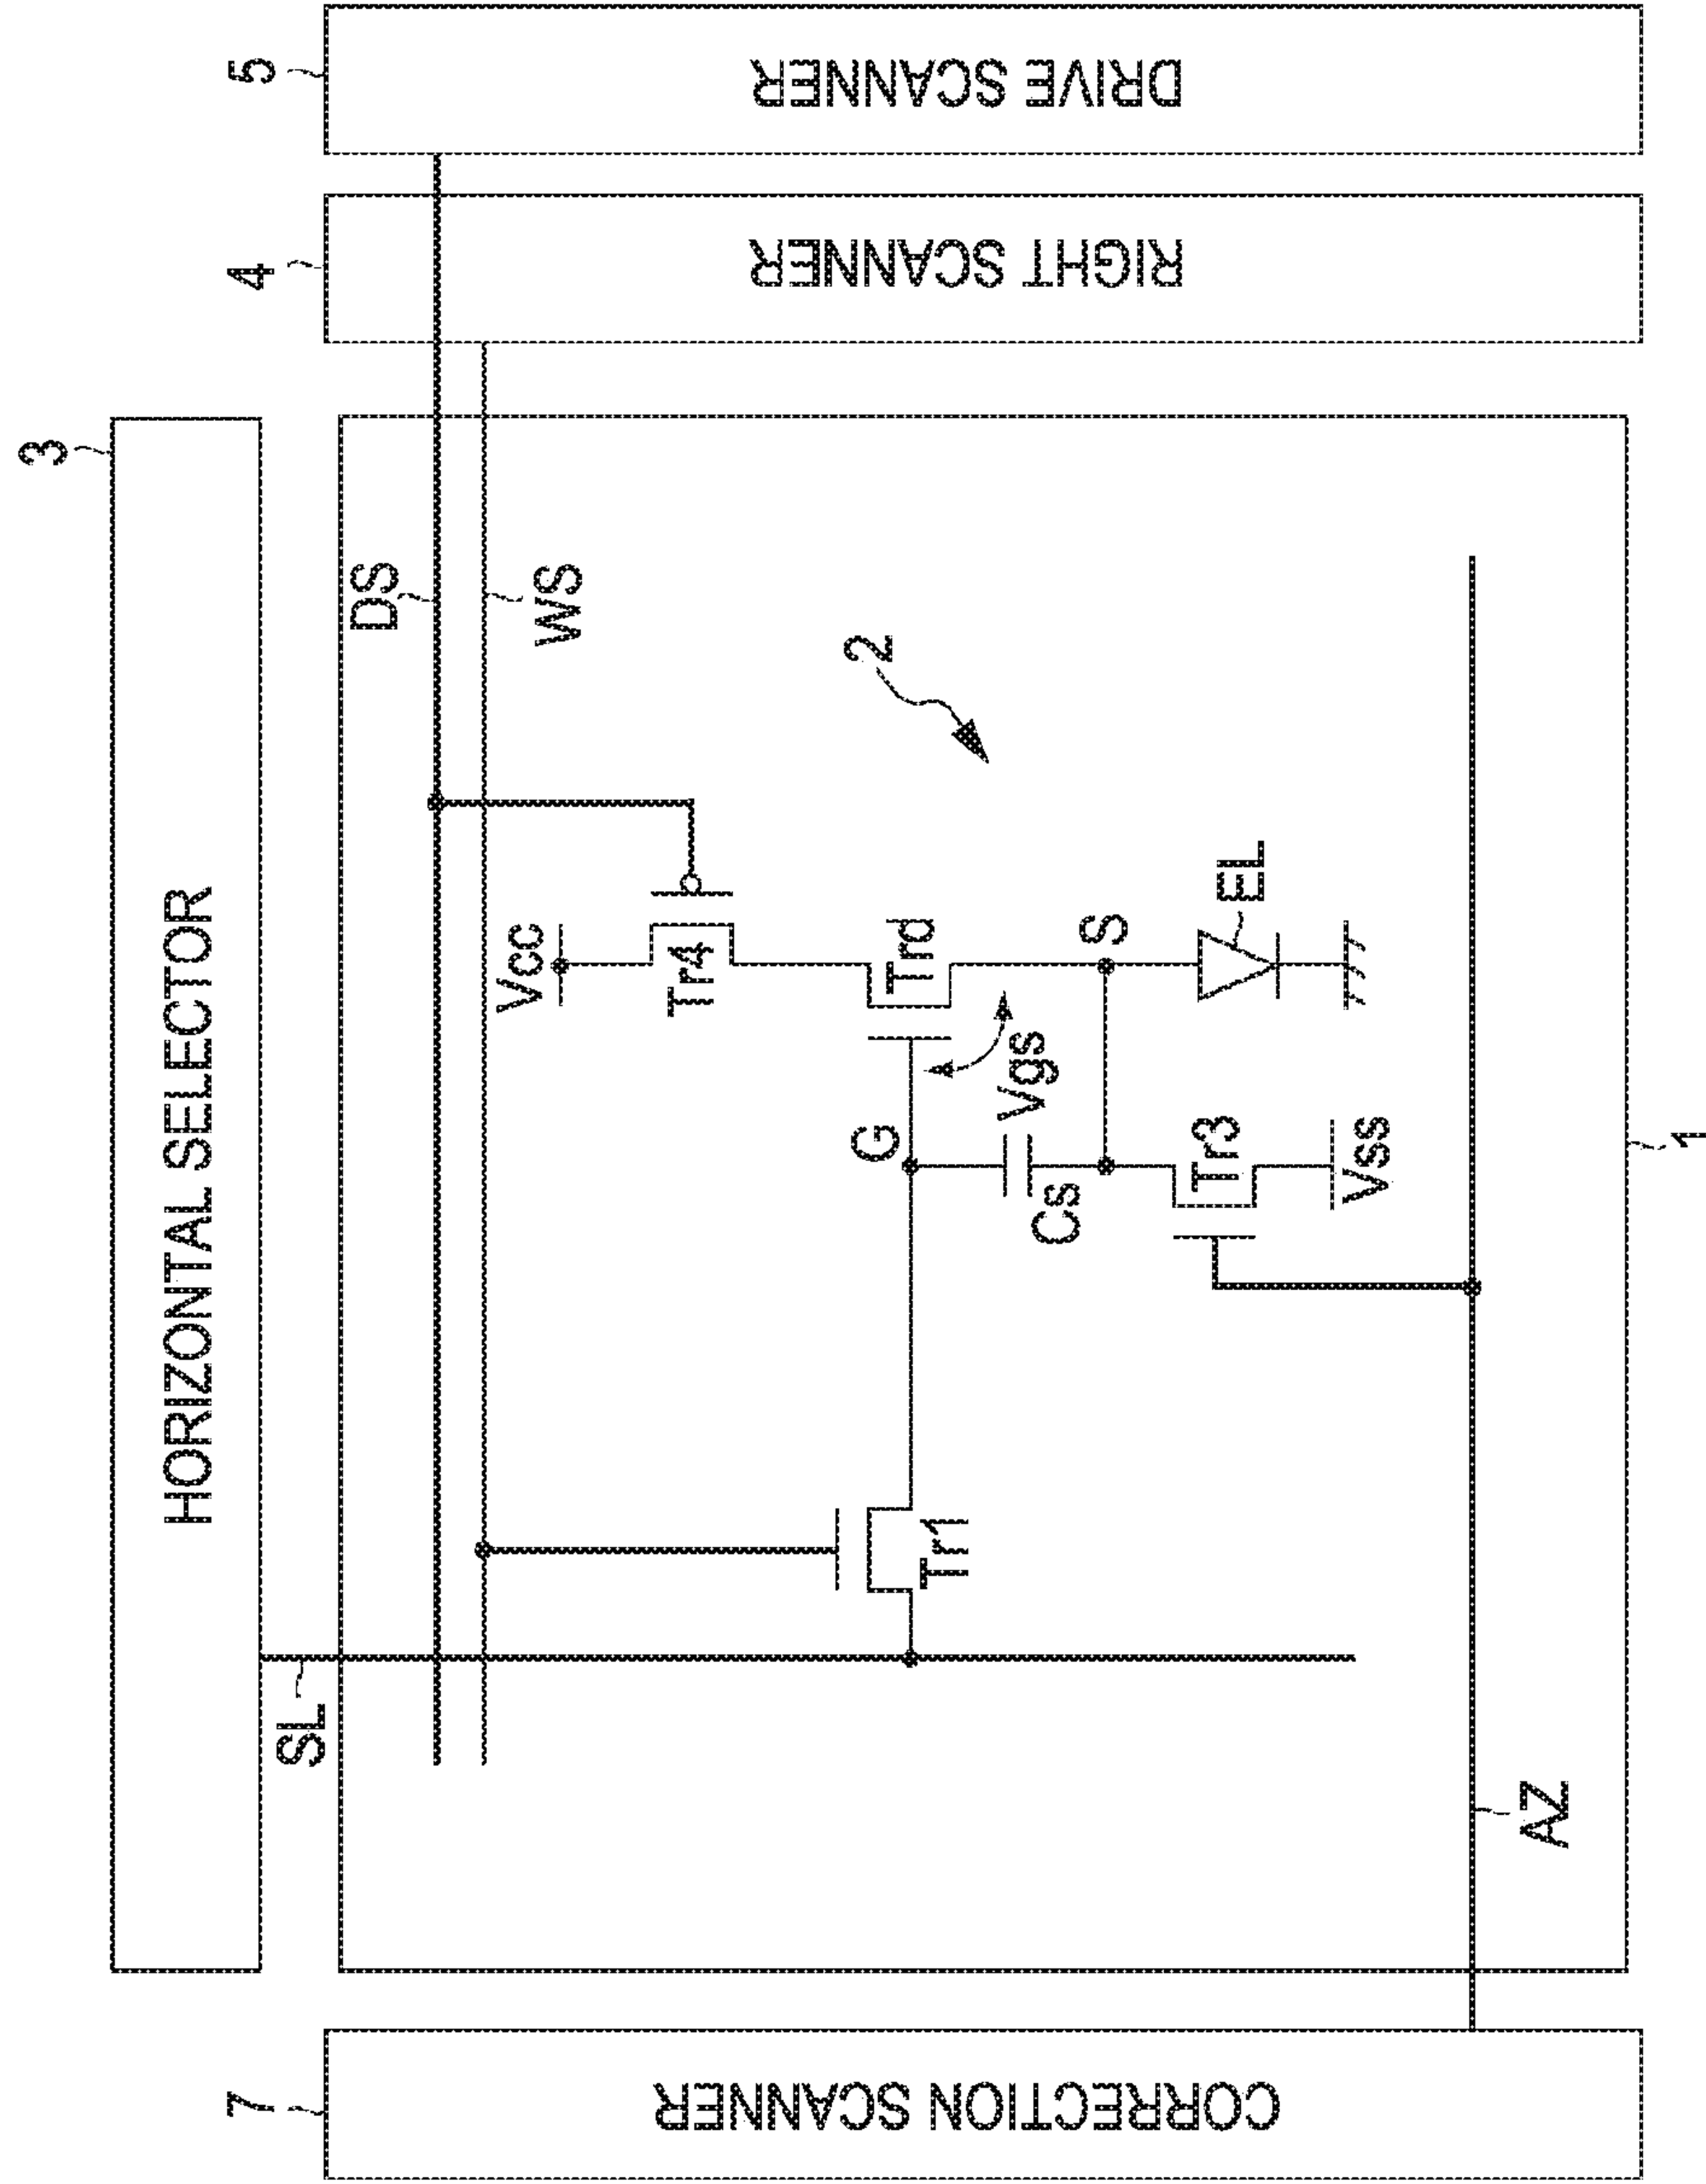 3
HORIZONTAL SELECTOR
7
CORRECTION SCANNER
SL
DS
WS
4
RIGHT SCANNER
5
DRIVE SCANNER
Vcc
Tr4
2
Trd
G
Vgs
S
Tr1
Cs
Tr3
EL
Vss
AZ
1